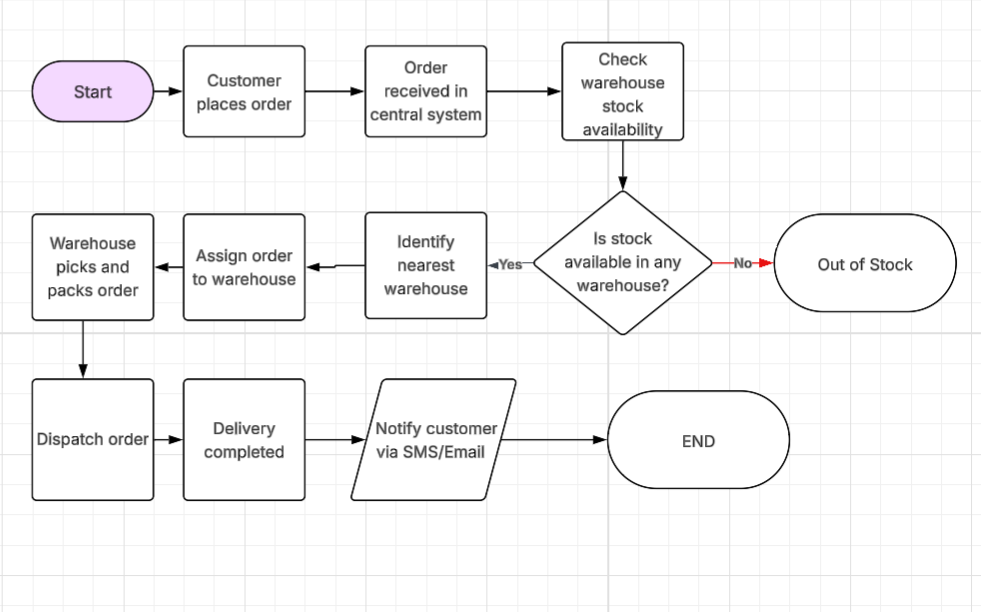 Start
Customer
places order
Order
received in
central system
Check
warehouse
stock
availability
Is stock
available in any
warehouse?
No
Out of Stock
Yes
Identify
nearest
warehouse
Assign order
to warehouse
Warehouse
picks and
packs order
Dispatch order
Delivery
completed
Notify customer
via SMS/Email
END